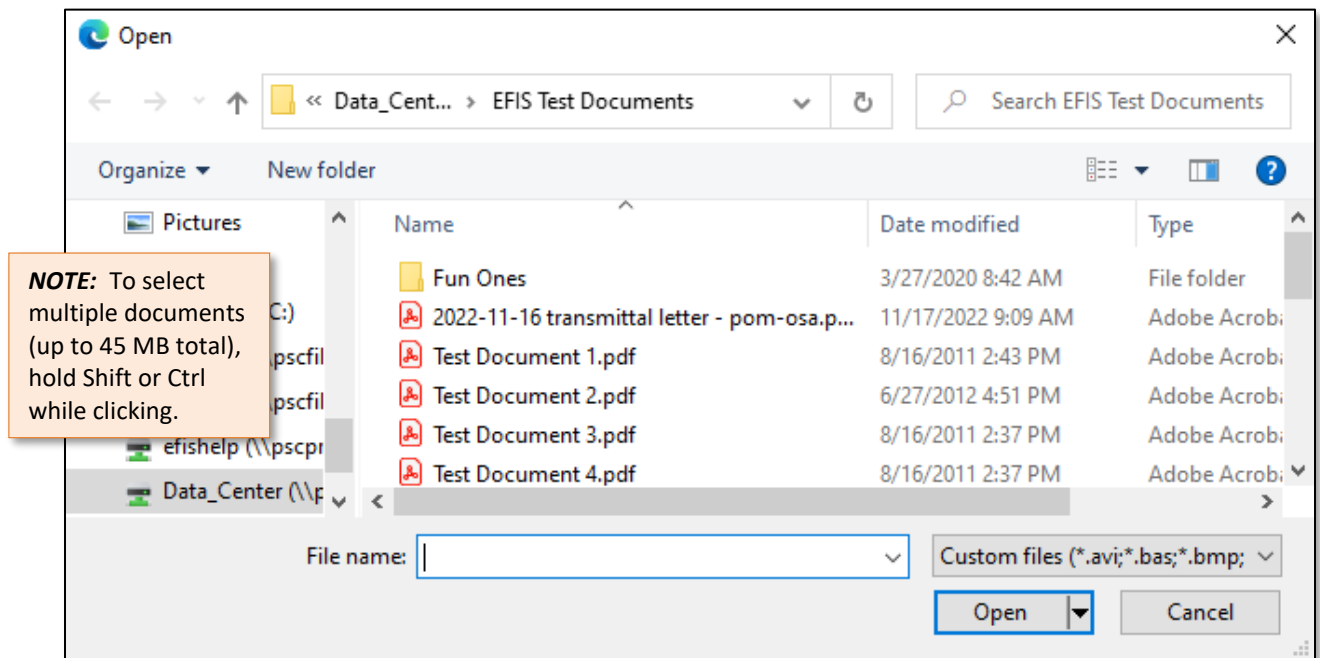 Open
« Data_Cent... > EFIS Test Documents
Search EFIS Test Documents
Organize
New folder
?
Pictures
Name
Date modified
Type
NOTE: To select
multiple documents
(up to 45 MB total),
hold Shift or Ctrl
while clicking.
C:)
pscfil
pscfil
efishelp (\\pscpr
Data_Center (\\p
Fun Ones 3/27/2020 8:42 AM File folder
2022-11-16 transmittal letter - pom-osa.p... 11/17/2022 9:09 AM Adobe Acroba
Test Document 1.pdf 8/16/2011 2:43 PM Adobe Acroba
Test Document 2.pdf 6/27/2012 4:51 PM Adobe Acroba
Test Document 3.pdf 8/16/2011 2:37 PM Adobe Acroba
Test Document 4.pdf 8/16/2011 2:37 PM Adobe Acroba
File name:
Custom files (*.avi;*.bas;*.bmp;
Open
Cancel